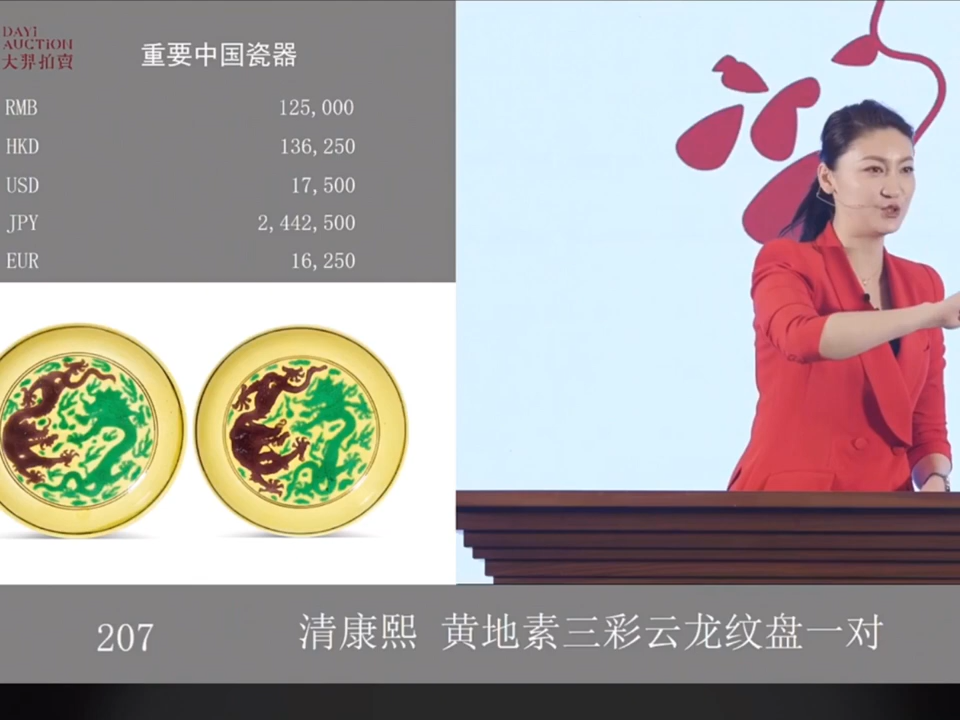 DAYI
AUCTION
大羿拍賣
重要中国瓷器
RMB 125,000
HKD 136,250
USD 17,500
JPY 2,442,500
EUR 16,250
207 清康熙 黄地素三彩云龙纹盘一对